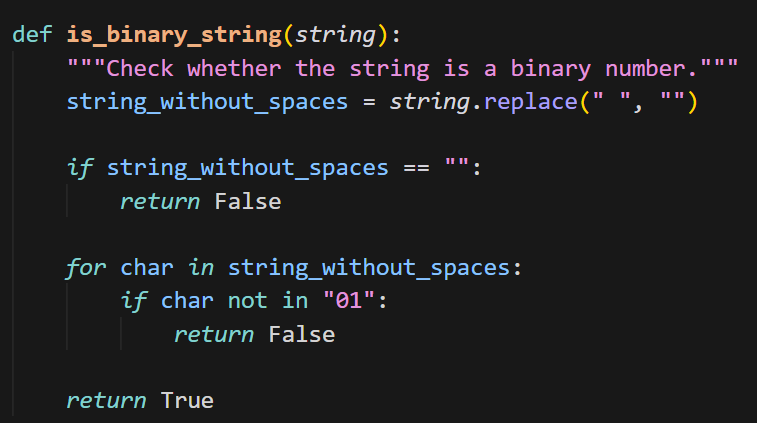 def is_binary_string(string):
    """Check whether the string is a binary number."""
    string_without_spaces = string.replace(" ", "")

    if string_without_spaces == "":
        return False

    for char in string_without_spaces:
        if char not in "01":
            return False

    return True